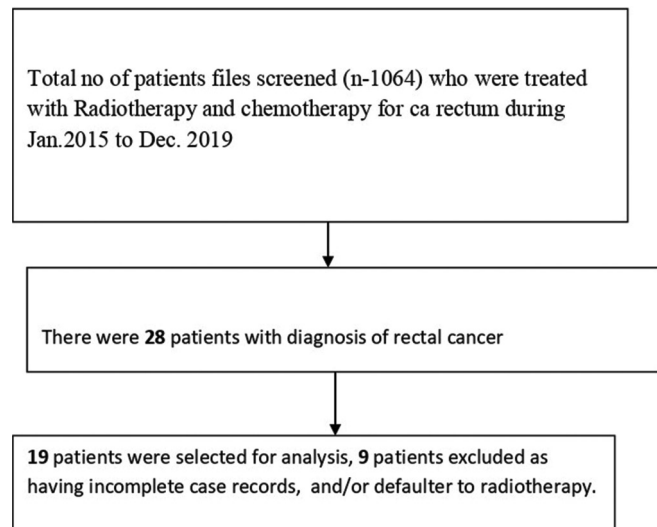 Total no of patients files screened (n-1064) who were treated
with Radiotherapy and chemotherapy for ca rectum during
Jan.2015 to Dec. 2019
There were 28 patients with diagnosis of rectal cancer
19 patients were selected for analysis, 9 patients excluded as
having incomplete case records, and/or defaulter to radiotherapy.